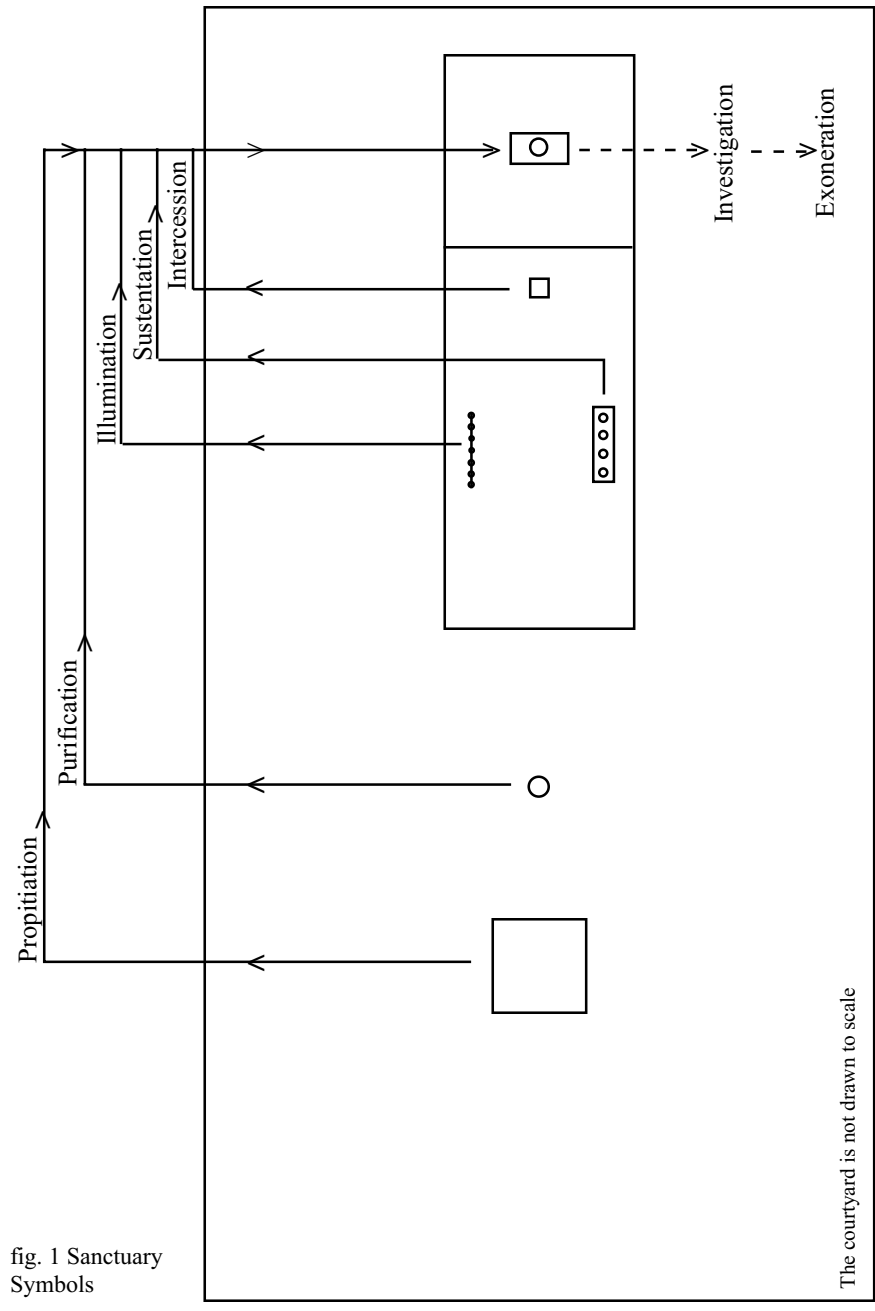 Propitiation
Purification
Illumination
Sustentation
Intercession
Investigation
Exoneration
The courtyard is not drawn to scale
fig. 1 Sanctuary
Symbols